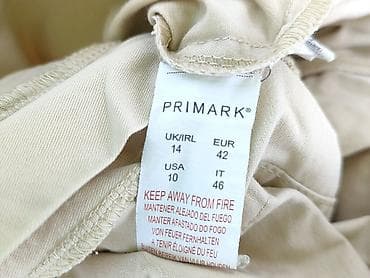 PRIMARK®
UK/IRL EUR
14 42
USA IT
10 46
KEEP AWAY FROM FIRE
MANTENER ALEJADO DEL FUEGO
MANTER AFASTADO DO FOGO
VON FEUER FERNHALTEN
À TENIR ÉLOIGNÉ DU FEU